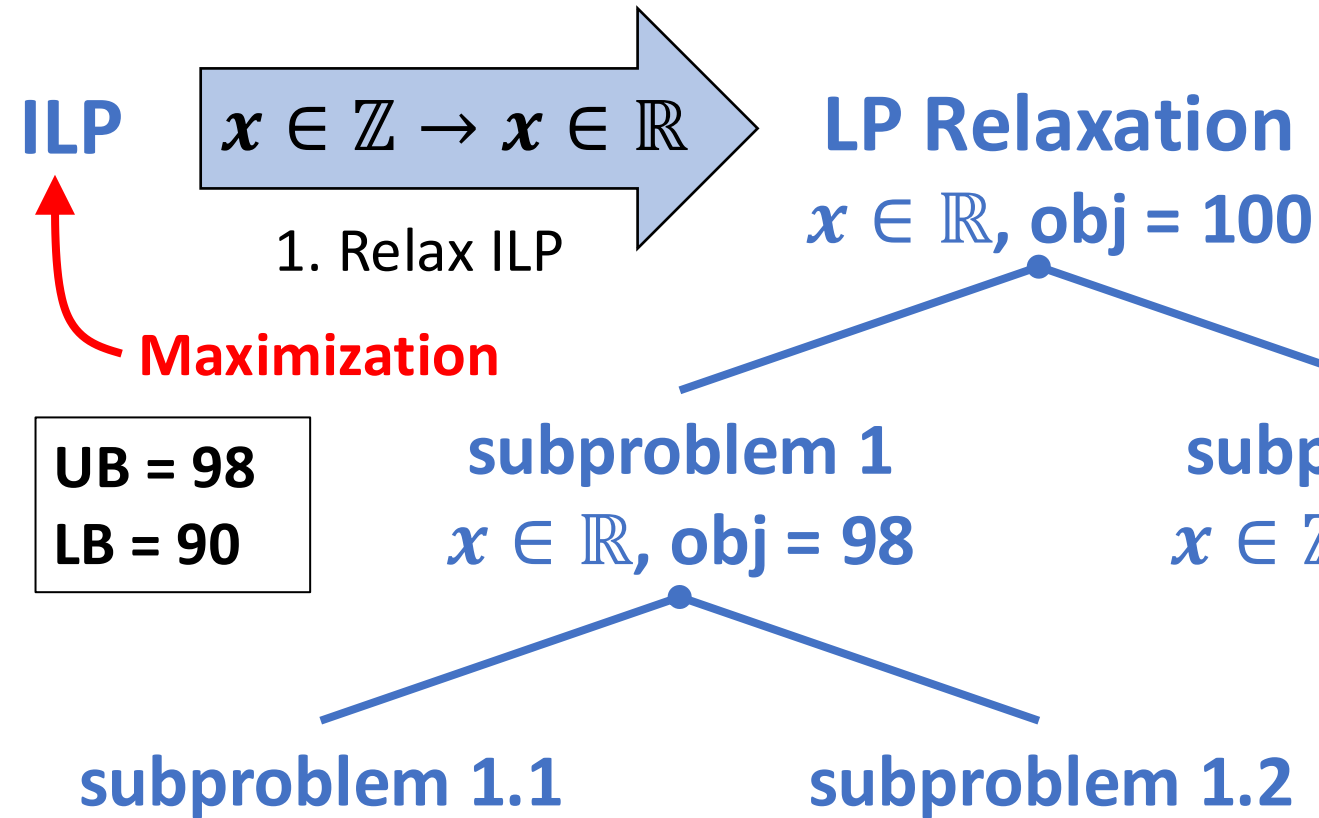 ILP
x ∈ ℤ → x ∈ ℝ
1. Relax ILP
Maximization
LP Relaxation
x ∈ ℝ, obj = 100
UB = 98
LB = 90
subproblem 1
x ∈ ℝ, obj = 98
x ∈ ℤ
subproblem 1.1
subproblem 1.2